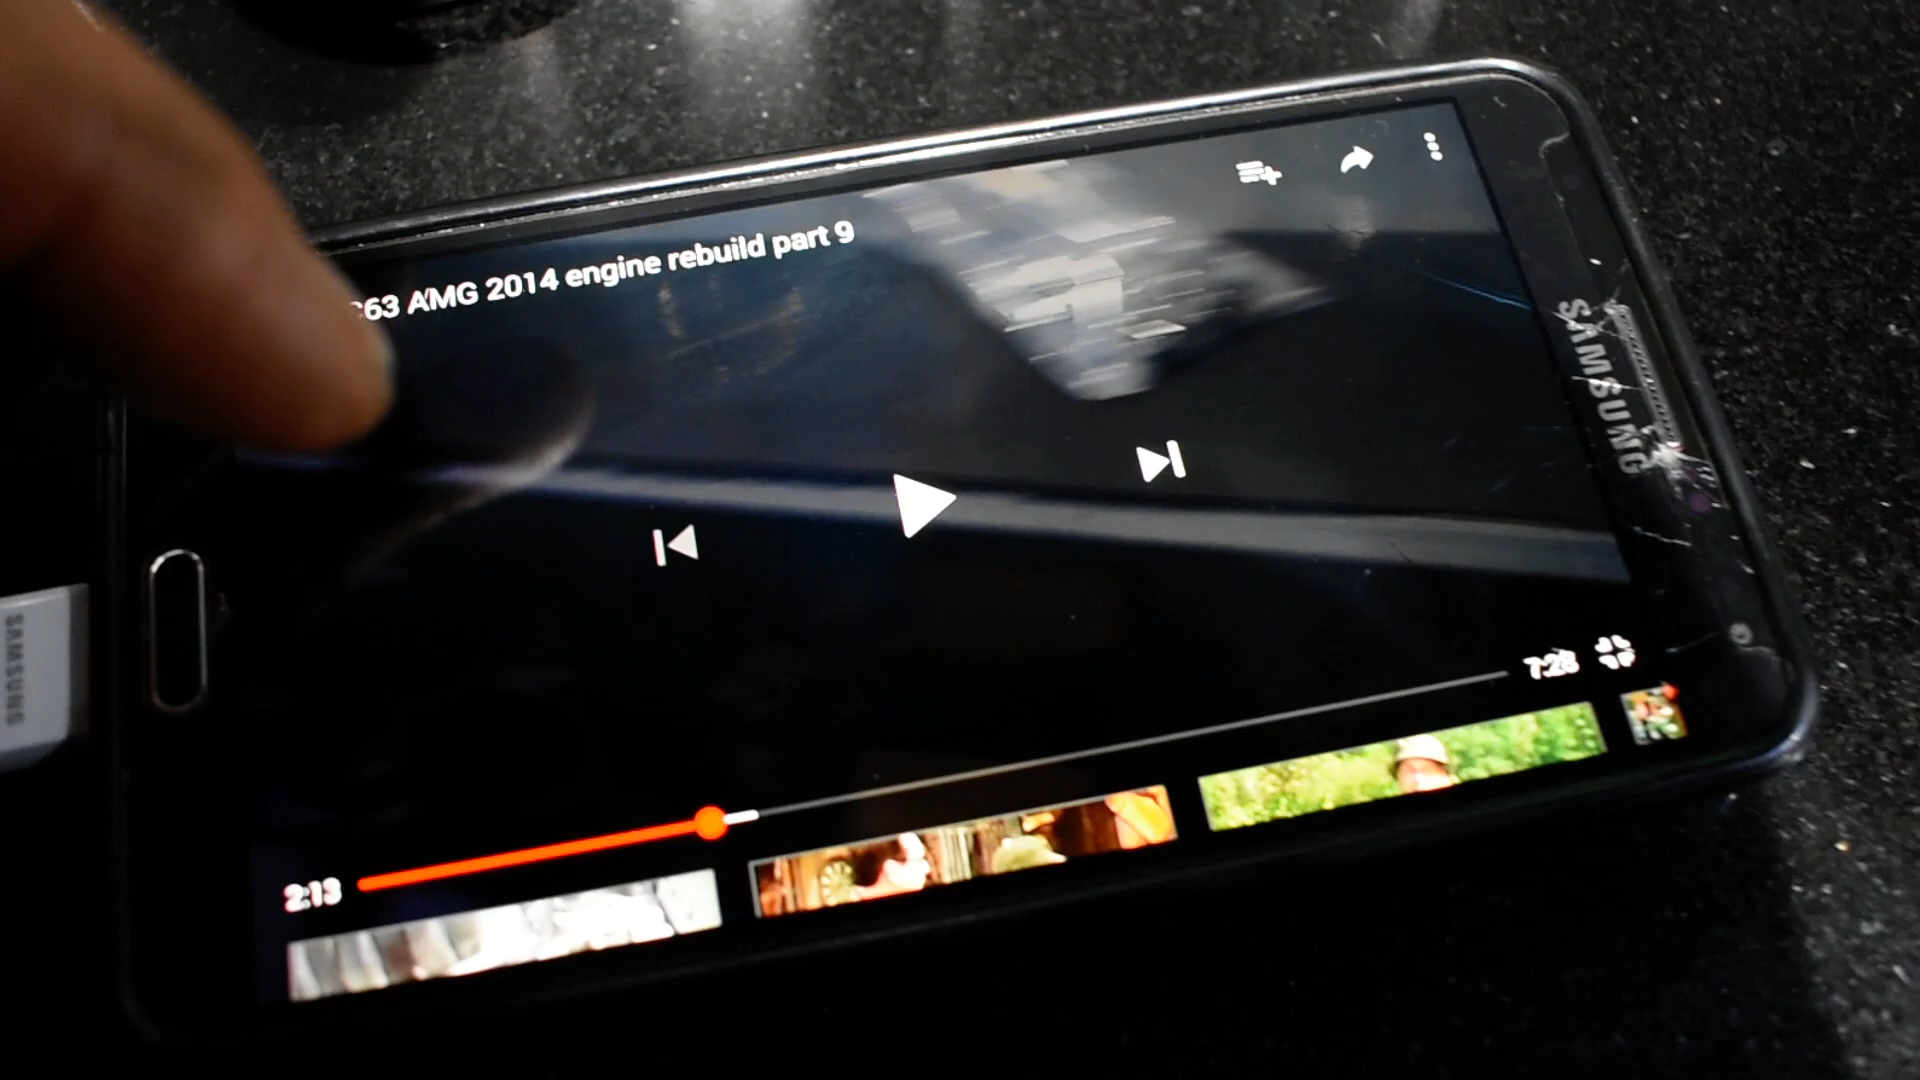 63 AMG 2014 engine rebuild part 9
SAMSUNG
7:28
2:13
SAMSUNG